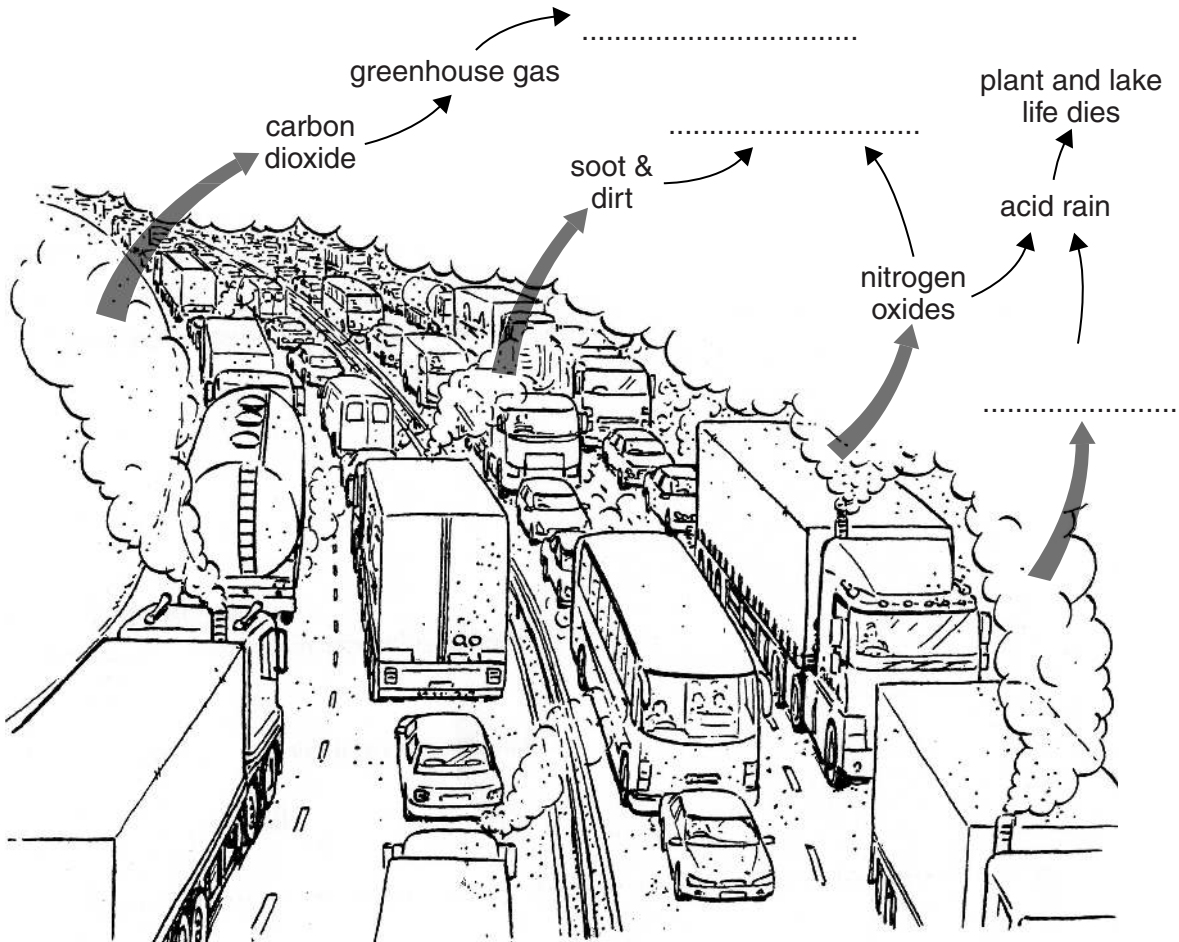 ..................................
greenhouse gas
carbon
dioxide
...............................
soot &
dirt
plant and lake
life dies
acid rain
nitrogen
oxides
........................